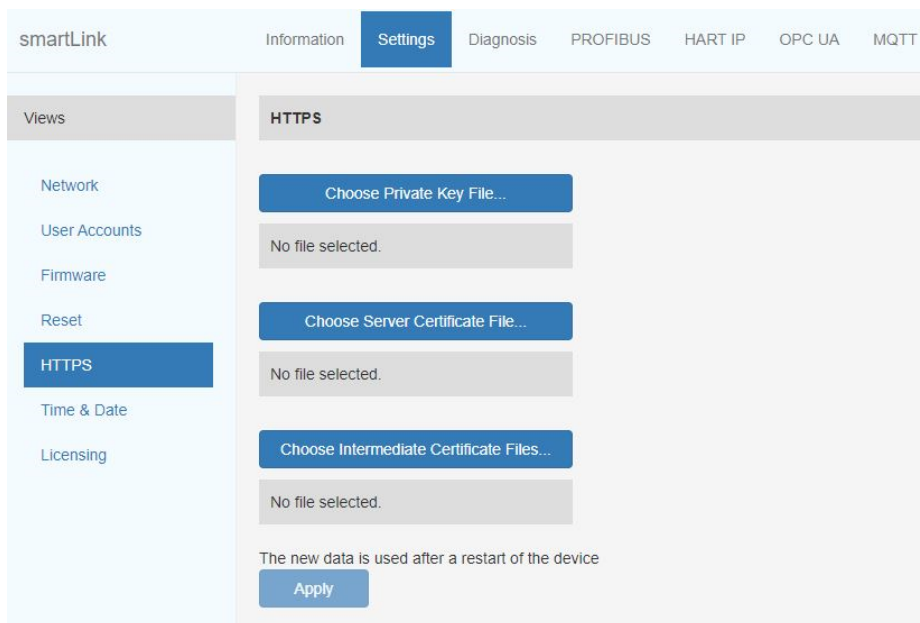 smartLink
Information Settings Diagnosis PROFIBUS HART IP OPC UA MQTT
Views
Network
User Accounts
Firmware
Reset
HTTPS
Time & Date
Licensing
HTTPS
Choose Private Key File...
No file selected.
Choose Server Certificate File...
No file selected.
Choose Intermediate Certificate Files...
No file selected.
The new data is used after a restart of the device
Apply